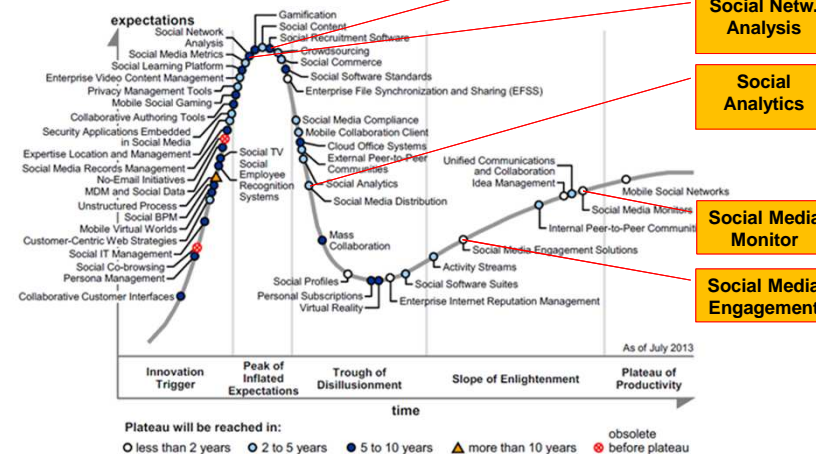 expectations
Gamification
Social Content
Social Recruitment Software
Crowdsourcing
Social Commerce
Social Software Standards
Enterprise File Synchronization and Sharing (EFSS)
Social Network
Analysis
Social Media Metrics
Social Learning Platform
Enterprise Video Content Management
Privacy Management Tools
Mobile Social Gaming
Collaborative Authoring Tools
Security Applications Embedded
in Social Media
Expertise Location and Management
Social Media Records Management
No-Email Initiatives
MDM and Social Data
Unstructured Process
Social BPM
Mobile Virtual Worlds
Customer-Centric Web Strategies
Social IT Management
Social Co-browsing
Persona Management
Collaborative Customer Interfaces
Social TV
Social
Employee
Recognition
Systems
Social Media Compliance
Mobile Collaboration Client
Cloud Office Systems
External Peer-to-Peer
Communities
Social Analytics
Social Media Distribution
Mass
Collaboration
Social Profiles
Personal Subscriptions
Virtual Reality
Enterprise Internet Reputation Management
Social Software Suites
Activity Streams
Social Media Engagement Solutions
Unified Communications
and Collaboration
Idea Management
Internal Peer-to-Peer Communiti
Social Media Monitors
Mobile Social Networks
Social Netw.
Analysis
Social
Analytics
Social Media
Monitor
Social Media
Engagement
As of July 2013
Innovation
Trigger
Peak of
Inflated
Expectations
Trough of
Disillusionment
Slope of Enlightenment
Plateau of
Productivity
time
Plateau will be reached in:
less than 2 years
2 to 5 years
5 to 10 years
more than 10 years
obsolete
before plateau